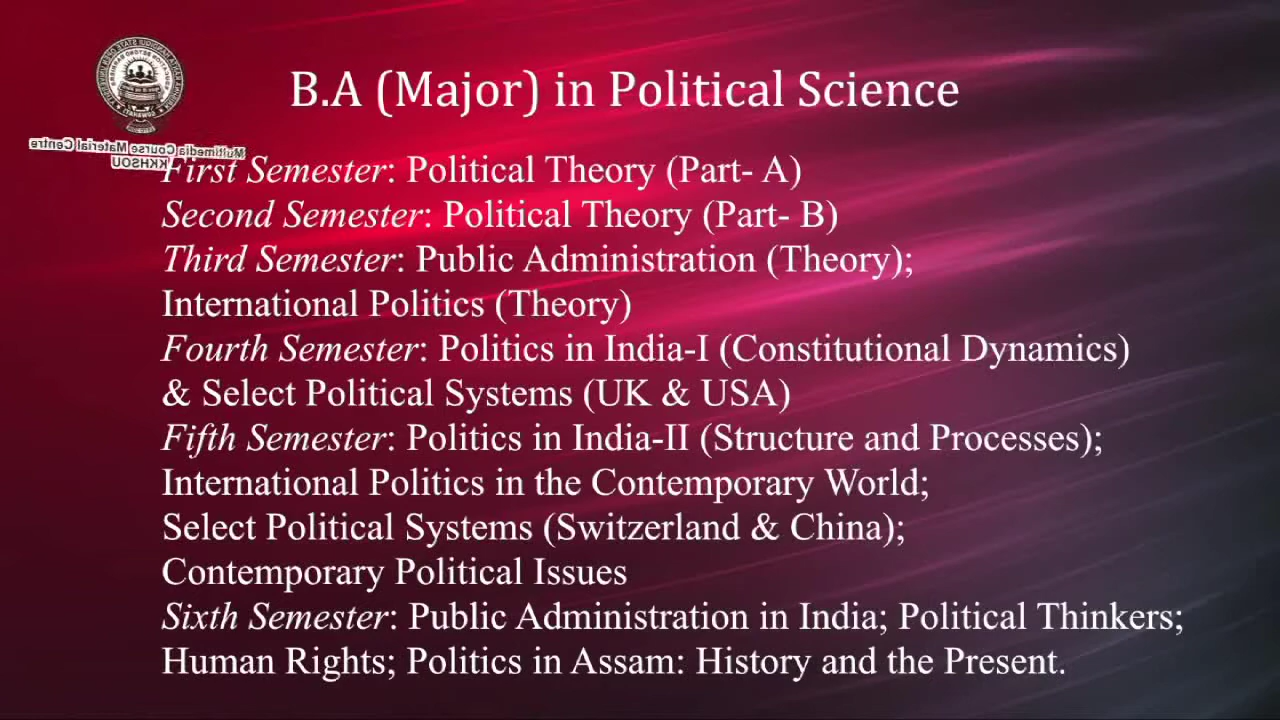 B.A (Major) in Political Science
Multimedia Course Material Centre
KKHSOU
First Semester: Political Theory (Part- A)
Second Semester: Political Theory (Part- B)
Third Semester: Public Administration (Theory);
International Politics (Theory)
Fourth Semester: Politics in India-I (Constitutional Dynamics)
& Select Political Systems (UK & USA)
Fifth Semester: Politics in India-II (Structure and Processes);
International Politics in the Contemporary World;
Select Political Systems (Switzerland & China);
Contemporary Political Issues
Sixth Semester: Public Administration in India; Political Thinkers;
Human Rights; Politics in Assam: History and the Present.